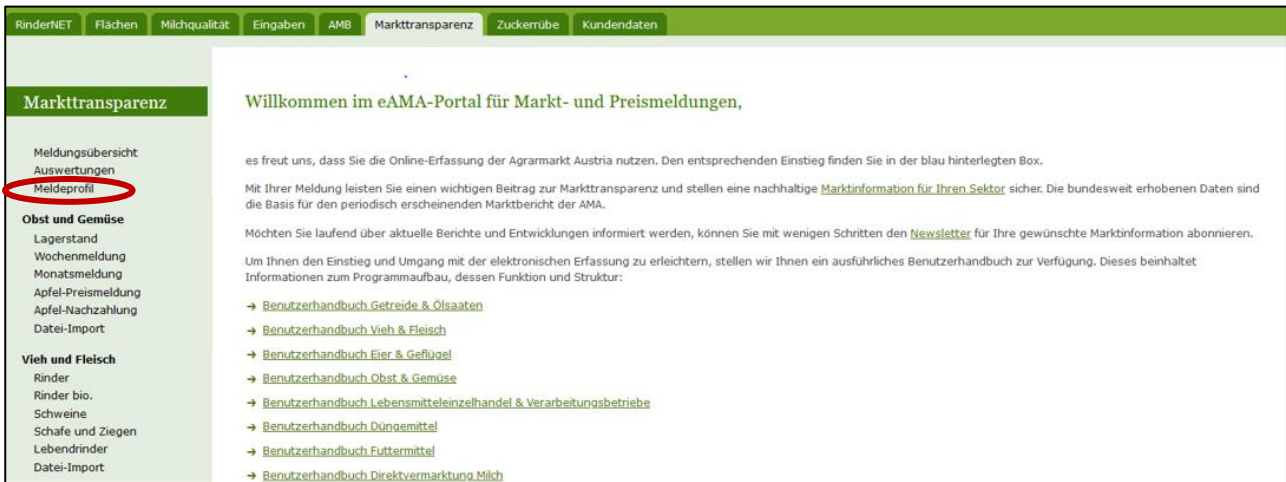 RinderNET Flächen Milchqualität Eingaben AMB Markttransparenz Zuckerrübe Kundendaten
Markttransparenz
Meldungsübersicht
Auswertungen
Meldeprofil
Obst und Gemüse
Lagerstand
Wochenmeldung
Monatsmeldung
Apfel-Preismeldung
Apfel-Nachzahlung
Datei-Import
Vieh und Fleisch
Rinder
Rinder bio.
Schweine
Schafe und Ziegen
Lebendrinder
Datei-Import
Willkommen im eAMA-Portal für Markt- und Preismeldungen,
es freut uns, dass Sie die Online-Erfassung der Agrarmarkt Austria nutzen. Den entsprechenden Einstieg finden Sie in der blau hinterlegten Box.
Mit Ihrer Meldung leisten Sie einen wichtigen Beitrag zur Markttransparenz und stellen eine nachhaltige Marktinformation für Ihren Sektor sicher. Die bundesweit erhobenen Daten sind
die Basis für den periodisch erscheinenden Marktbericht der AMA.
Möchten Sie laufend über aktuelle Berichte und Entwicklungen informiert werden, können Sie mit wenigen Schritten den Newsletter für Ihre gewünschte Marktinformation abonnieren.
Um Ihnen den Einstieg und Umgang mit der elektronischen Erfassung zu erleichtern, stellen wir Ihnen ein ausführliches Benutzerhandbuch zur Verfügung. Dieses beinhaltet
Informationen zum Programmaufbau, dessen Funktion und Struktur:
→ Benutzerhandbuch Getreide & Ölsaaten
→ Benutzerhandbuch Vieh & Fleisch
→ Benutzerhandbuch Eier & Geflügel
→ Benutzerhandbuch Obst & Gemüse
→ Benutzerhandbuch Lebensmitteleinzelhandel & Verarbeitungsbetriebe
→ Benutzerhandbuch Düngemittel
→ Benutzerhandbuch Futtermittel
→ Benutzerhandbuch Direktvermarktung Milch